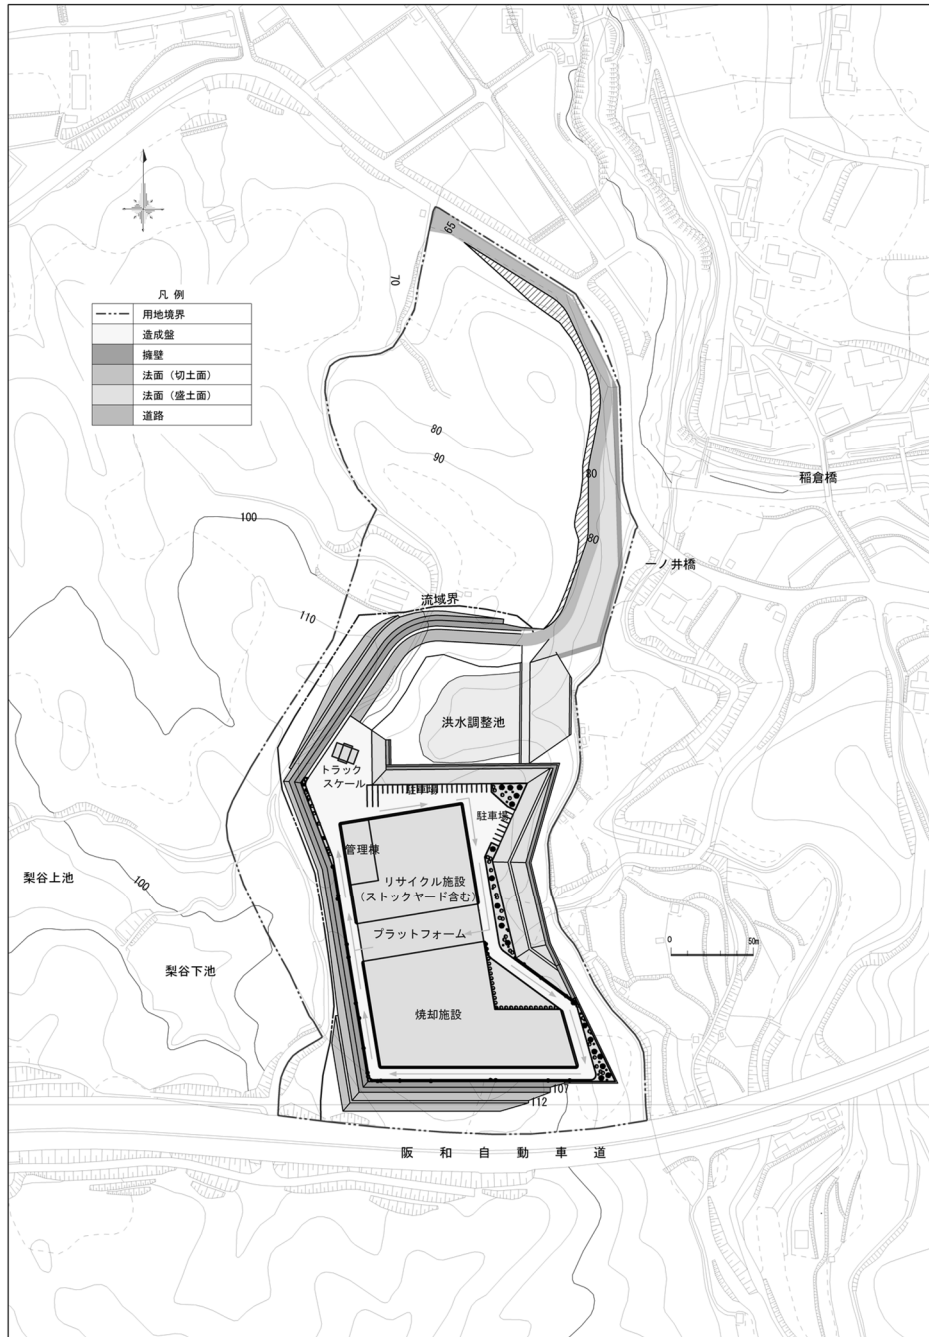 65
70
凡 例
用地境界
造成盤
擁壁
法面（切土面）
法面（盛土面）
道路
80
90
80
稲倉橋
100
80
一ノ井橋
流域界
110
洪水調整池
トラック
スケール
駐車場
駐車場
管理棟
梨谷上池
100
リサイクル施設
（ストックヤード含む）
プラットフォーム
0
50m
梨谷下池
焼却施設
107
112
阪 和 自 動 車 道